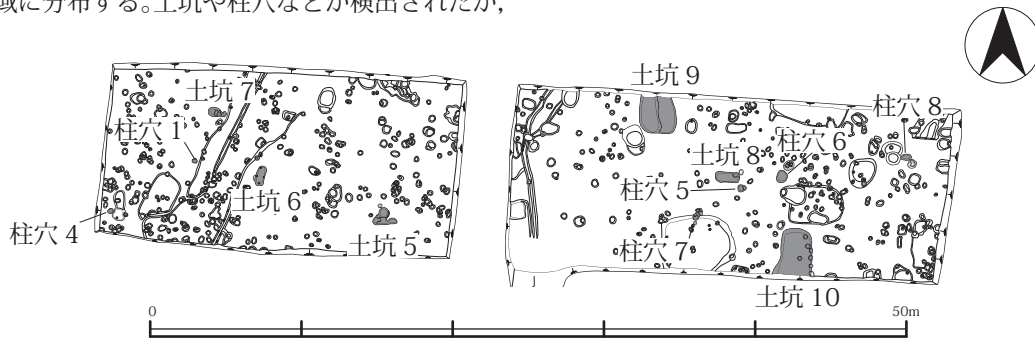 域に分布する。土坑や柱穴などが検出されたが,
土坑 9
土坑 7
柱穴 8
柱穴 1
柱穴 6
土坑 8
柱穴 5
土坑 6
柱穴 4
土坑 5
柱穴 7
土坑 10
0
50m